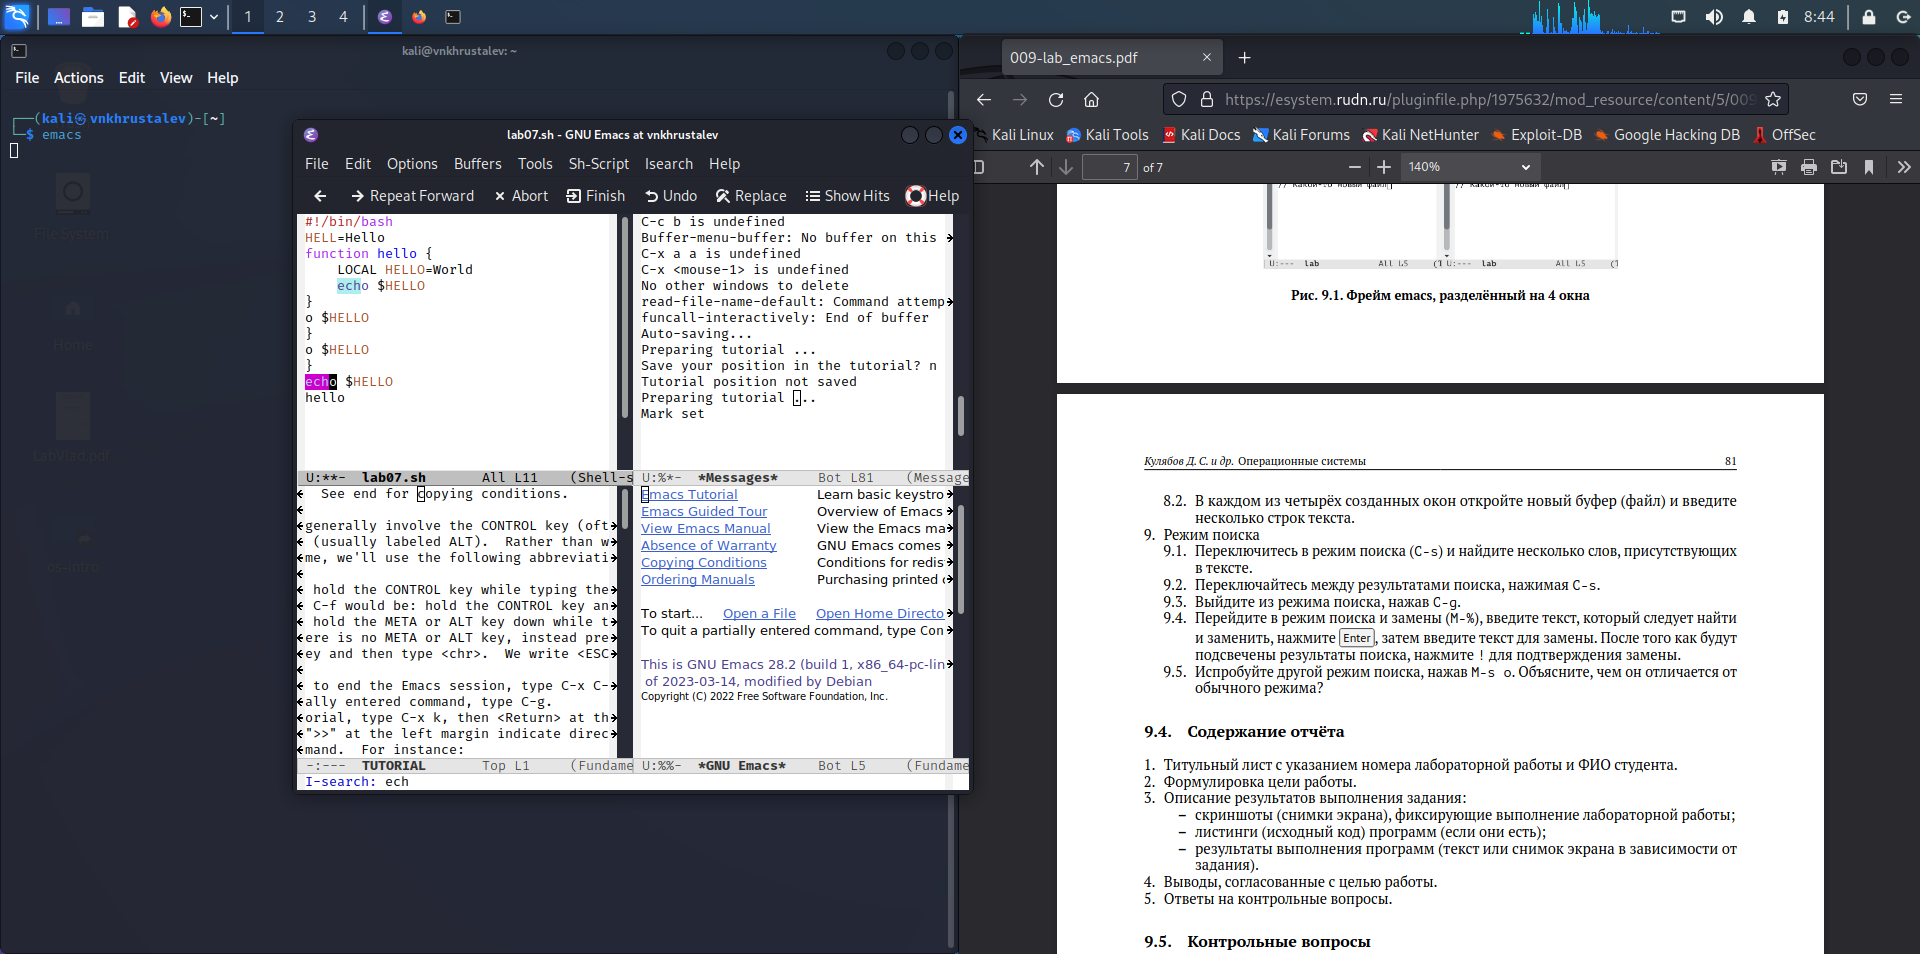 1 2 3 4
8:44
kali@vnkhrustalev: ~
File Actions Edit View Help
(kali㉿vnkhrustalev)-[~]
$ emacs
File System
Home
LabVlad.pdf
os-intro
lab07.sh - GNU Emacs at vnkhrustalev
File Edit Options Buffers Tools Sh-Script Isearch Help
Repeat Forward Abort Finish Undo Replace Show Hits Help
#!/bin/bash
HELL=Hello
function hello {
    LOCAL HELLO=World
    echo $HELLO
}
o $HELLO
}
o $HELLO
}
echo $HELLO
hello
U:**-  lab07.sh       All L11    (Shell-s
C-c b is undefined
Buffer-menu-buffer: No buffer on this
C-x a a is undefined
C-x <mouse-1> is undefined
No other windows to delete
read-file-name-default: Command attemp
funcall-interactively: End of buffer
Auto-saving...
Preparing tutorial ...
Save your position in the tutorial? n
Tutorial position not saved
Preparing tutorial ...
Mark set
U:%*-  *Messages*     Bot L81    (Message
See end for copying conditions.
generally involve the CONTROL key (oft
(usually labeled ALT).  Rather than w
me, we'll use the following abbreviati
hold the CONTROL key while typing the
C-f would be: hold the CONTROL key an
hold the META or ALT key down while t
ere is no META or ALT key, instead pre
ey and then type <chr>.  We write <ESC
to end the Emacs session, type C-x C-
ally entered command, type C-g.
orial, type C-x k, then <Return> at th
">>" at the left margin indicate direc
mand.  For instance:
-:---  TUTORIAL       Top L1     (Fundame
Emacs Tutorial Learn basic keystro
Emacs Guided Tour Overview of Emacs
View Emacs Manual View the Emacs ma
Absence of Warranty GNU Emacs comes
Copying Conditions Conditions for redis
Ordering Manuals Purchasing printed
To start... Open a File Open Home Directo
To quit a partially entered command, type Con
This is GNU Emacs 28.2 (build 1, x86_64-pc-lin
of 2023-03-14, modified by Debian
Copyright (C) 2022 Free Software Foundation, Inc.
U:%%-  *GNU Emacs*    Bot L5     (Fundame
I-search: ech
009-lab_emacs.pdf
https://esystem.rudn.ru/pluginfile.php/1975632/mod_resource/content/5/009
Kali Linux Kali Tools Kali Docs Kali Forums Kali NetHunter Exploit-DB Google Hacking DB OffSec
7 of 7 140%
// Какой-то новый файл // Какой-то новый файл
U:---  lab       All L5     (T U:---  lab       All L5     (T
Рис. 9.1. Фрейм emacs, разделённый на 4 окна
Кулябов Д. С. и др. Операционные системы 81
8.2. В каждом из четырёх созданных окон откройте новый буфер (файл) и введите
несколько строк текста.
9. Режим поиска
9.1. Переключитесь в режим поиска (C-s) и найдите несколько слов, присутствующих
в тексте.
9.2. Переключайтесь между результатами поиска, нажимая C-s.
9.3. Выйдите из режима поиска, нажав C-g.
9.4. Перейдите в режим поиска и замены (M-%), введите текст, который следует найти
и заменить, нажмите Enter, затем введите текст для замены. После того как будут
подсвечены результаты поиска, нажмите ! для подтверждения замены.
9.5. Испробуйте другой режим поиска, нажав M-s o. Объясните, чем он отличается от
обычного режима?
9.4. Содержание отчёта
1. Титульный лист с указанием номера лабораторной работы и ФИО студента.
2. Формулировка цели работы.
3. Описание результатов выполнения задания:
– скриншоты (снимки экрана), фиксирующие выполнение лабораторной работы;
– листинги (исходный код) программ (если они есть);
– результаты выполнения программ (текст или снимок экрана в зависимости от
задания).
4. Выводы, согласованные с целью работы.
5. Ответы на контрольные вопросы.
9.5. Контрольные вопросы